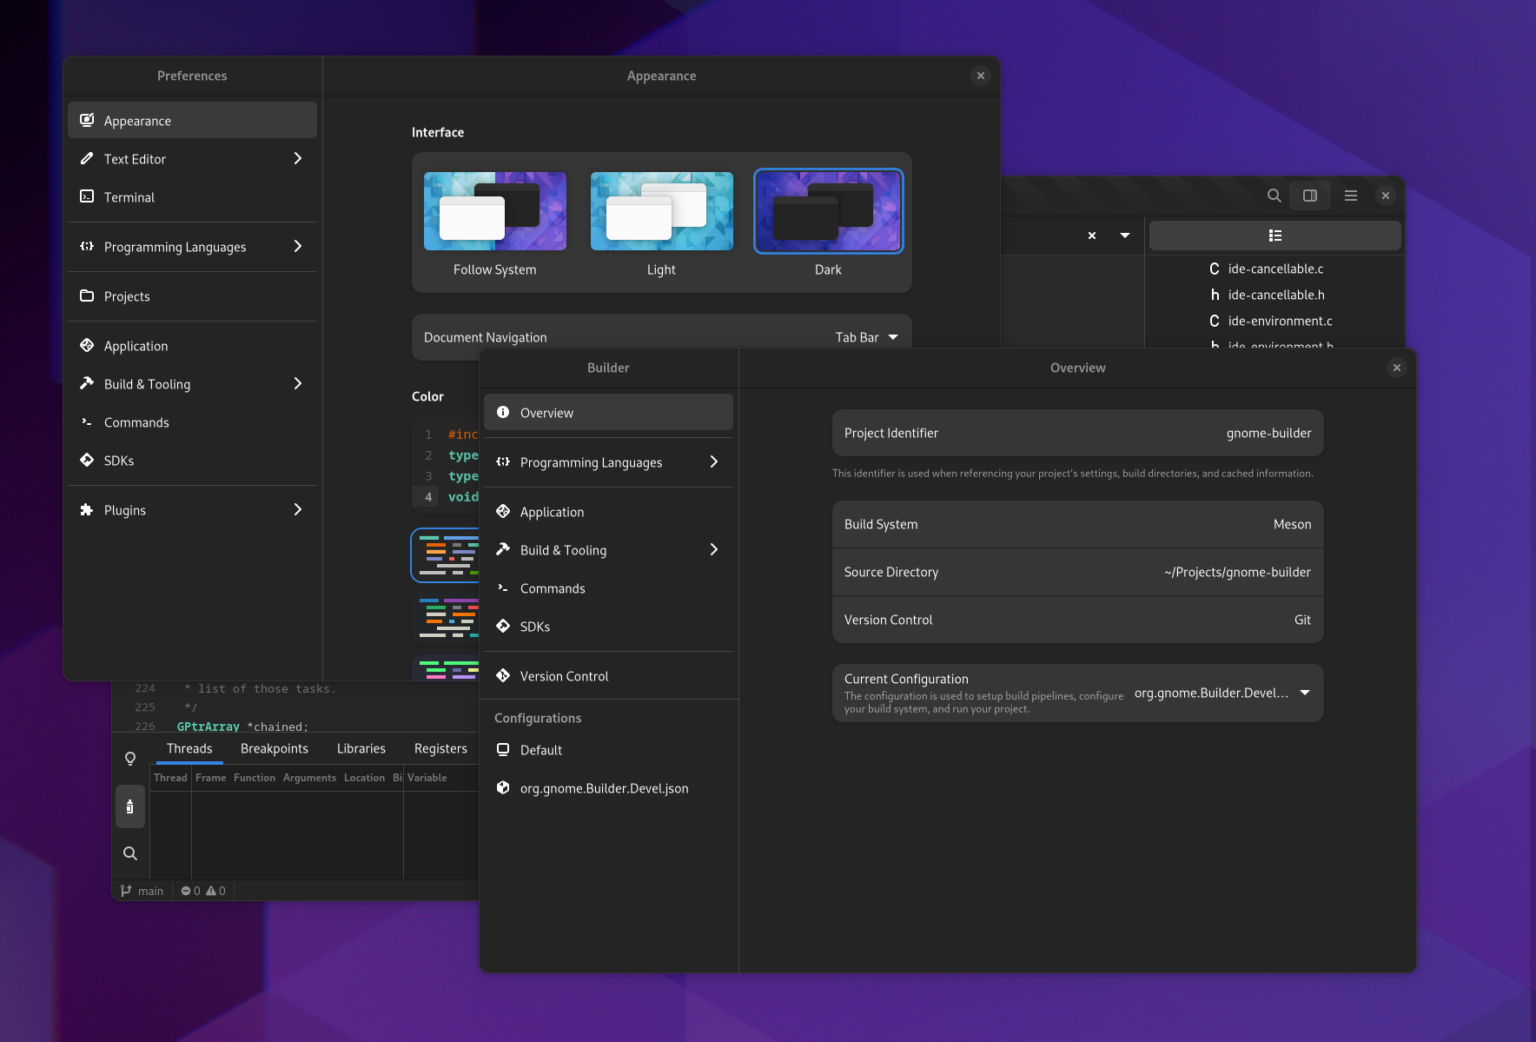 Preferences
Appearance
Text Editor
Terminal
Programming Languages
Projects
Application
Build & Tooling
Commands
SDKs
Plugins
Appearance
Interface
Follow System
Light
Dark
Document Navigation
Tab Bar
Color
1 #inc
2 type
3 type
4 void
C ide-cancellable.c
h ide-cancellable.h
C ide-environment.c
h ide-environment.h
224 * list of those tasks.
225 */
226 GPtrArray *chained;
Threads Breakpoints Libraries Registers
Thread Frame Function Arguments Location Bi Variable
main 0 0
Builder
Overview
Programming Languages
Application
Build & Tooling
Commands
SDKs
Version Control
Configurations
Default
org.gnome.Builder.Devel.json
Overview
Project Identifier gnome-builder
This identifier is used when referencing your project's settings, build directories, and cached information.
Build System Meson
Source Directory ~/Projects/gnome-builder
Version Control Git
Current Configuration
The configuration is used to setup build pipelines, configure
your build system, and run your project.
org.gnome.Builder.Devel...